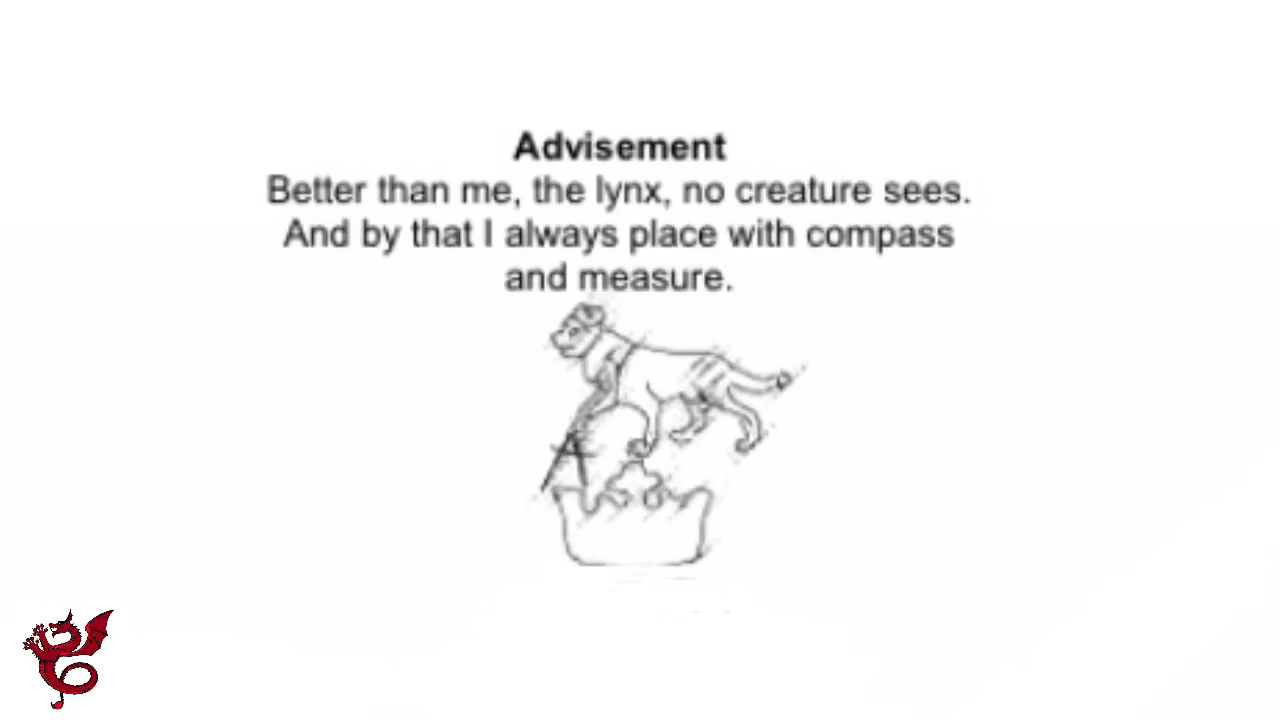 Advisement
Better than me, the lynx, no creature sees.
And by that I always place with compass
and measure.